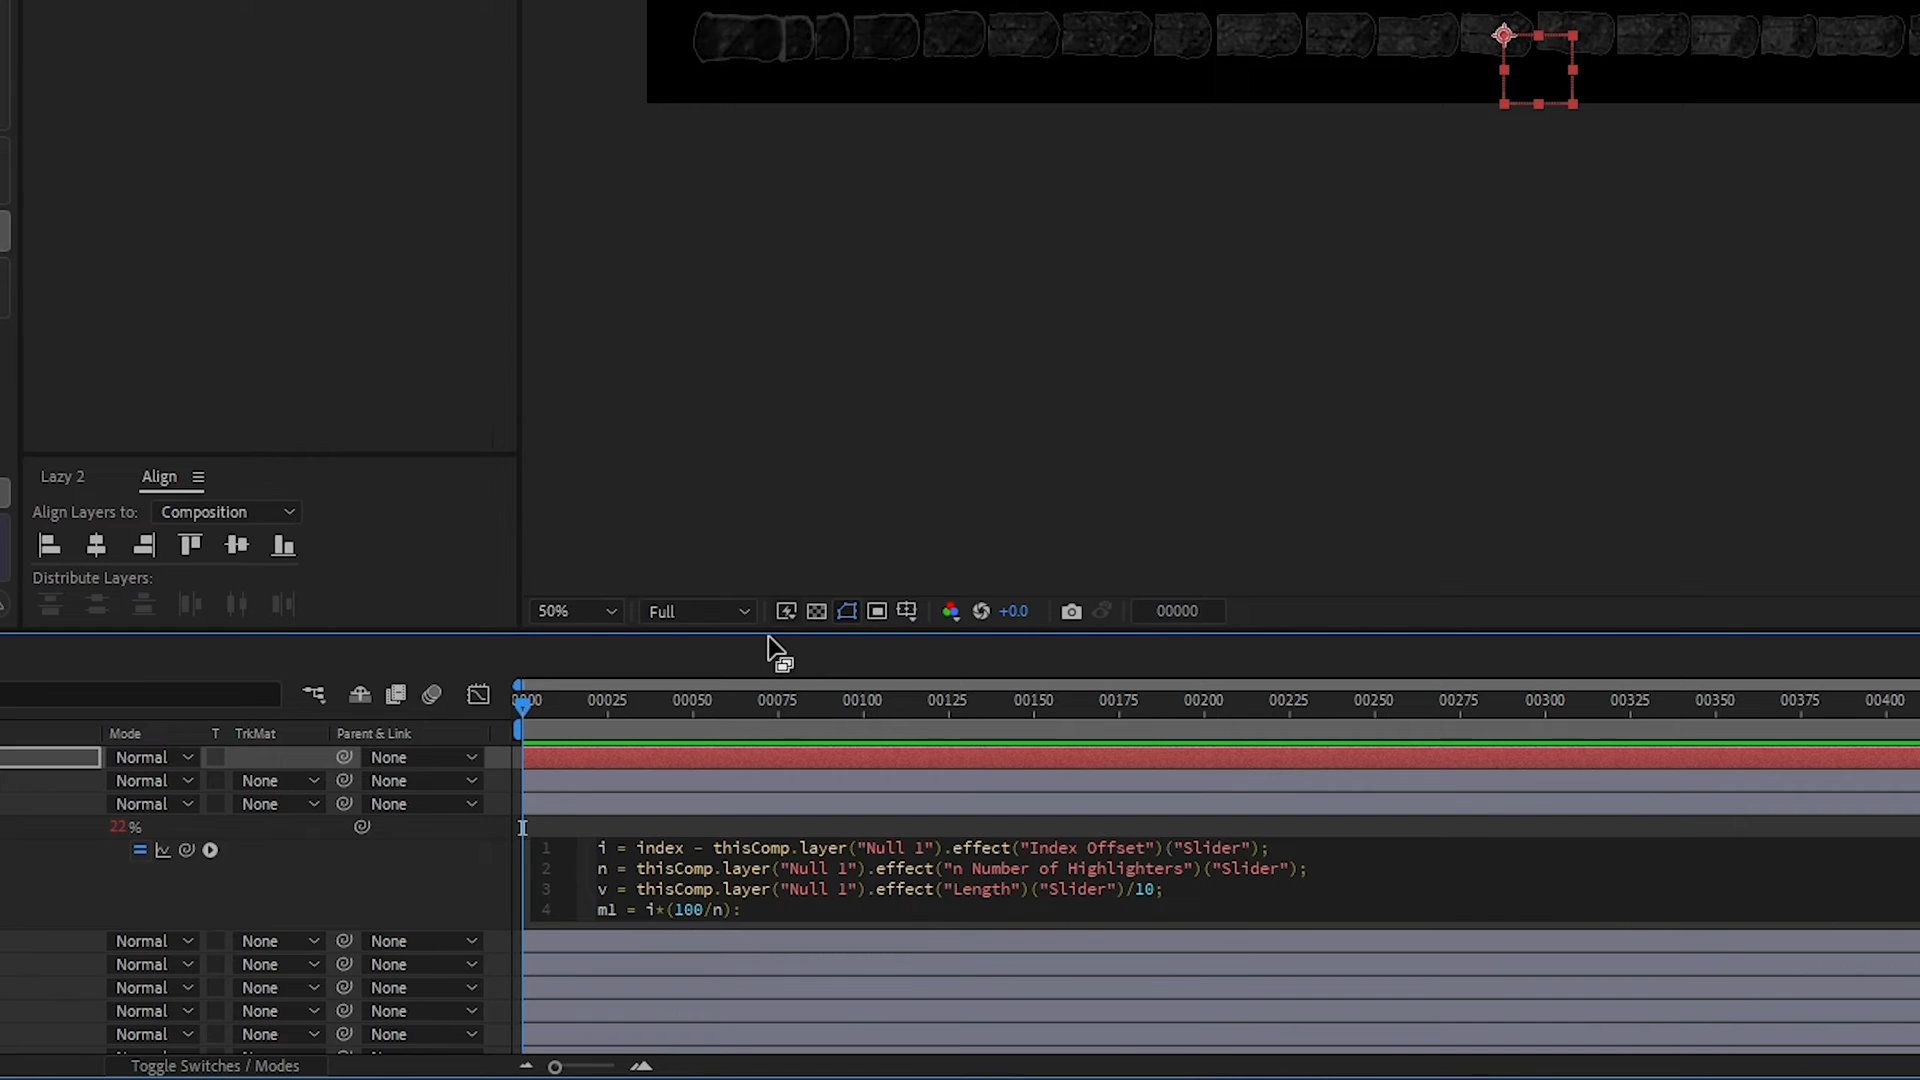 Lazy 2 Align
Align Layers to: Composition
Distribute Layers:
50% Full +0.0 00000
00025 00050 00075 00100 00125 00150 00175 00200 00225 00250 00275 00300 00325 00350 00375 00400
Mode T TrkMat Parent & Link
Normal None
Normal None None
Normal None None
22 %
1 i = index - thisComp.layer("Null 1").effect("Index Offset")("Slider");
2 n = thisComp.layer("Null 1").effect("n Number of Highlighters")("Slider");
3 v = thisComp.layer("Null 1").effect("Length")("Slider")/10;
4 ml = i*(100/n):
Normal None None
Normal None None
Normal None None
Normal None None
Normal None None
Toggle Switches / Modes